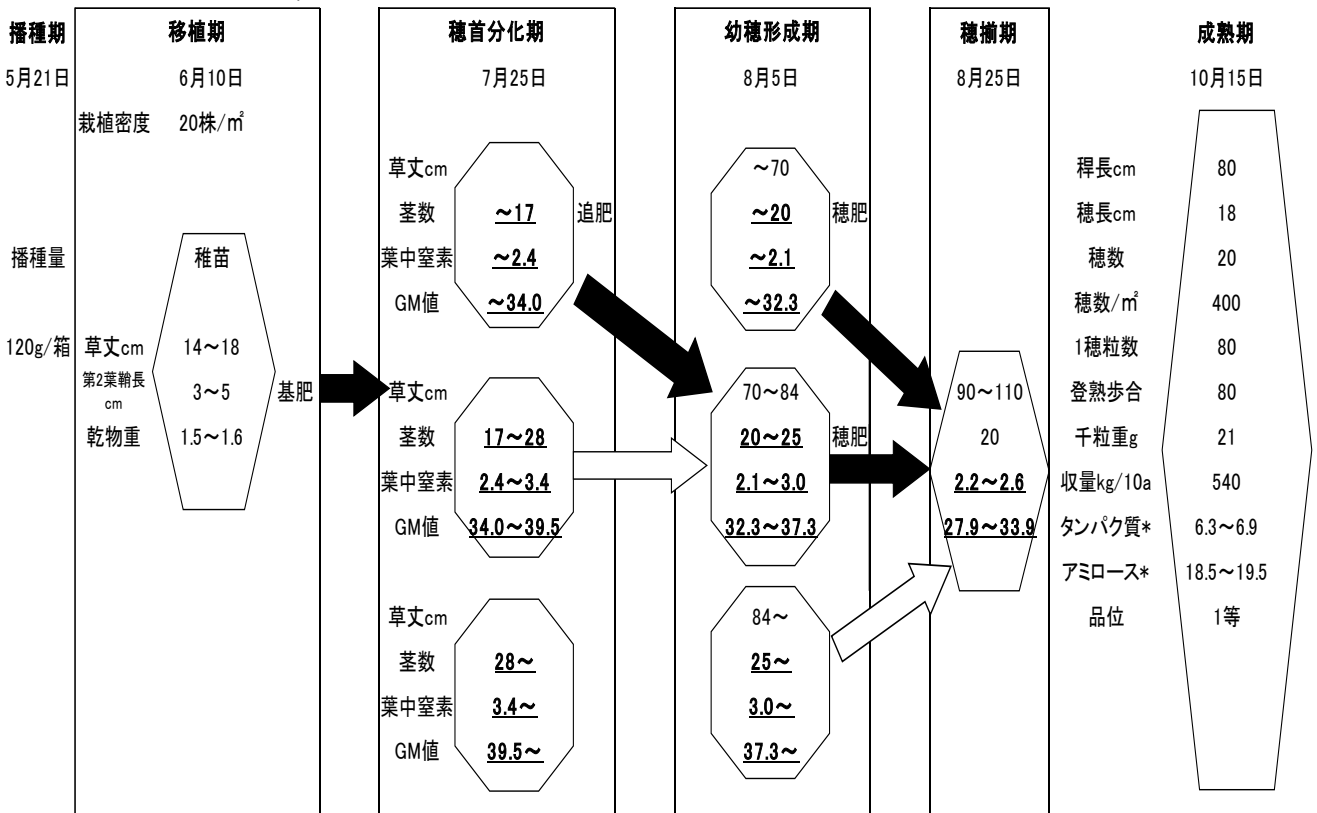 播種期 移植期 穂首分化期 幼穂形成期 穂揃期 成熟期
5月21日 6月10日 7月25日 8月5日 8月25日 10月15日
栽植密度 20株/㎡
草丈cm ～70 稈長cm 80
茎数 ～17 追肥 ～20 穂肥 穂長cm 18
播種量 稚苗 葉中窒素 ～2.4 ～2.1 穂数 20
GM値 ～34.0 ～32.3 穂数/㎡ 400
120g/箱 草丈cm 14～18 1穂粒数 80
第2葉鞘長
cm 3～5 基肥 草丈cm 70～84 90～110 登熟歩合 80
乾物重 1.5～1.6 茎数 17～28 20～25 穂肥 20 千粒重g 21
葉中窒素 2.4～3.4 2.1～3.0 2.2～2.6 収量kg/10a 540
GM値 34.0～39.5 32.3～37.3 27.9～33.9 タンパク質* 6.3～6.9
アミロース* 18.5～19.5
草丈cm 84～ 品位 1等
茎数 28～ 25～
葉中窒素 3.4～ 3.0～
GM値 39.5～ 37.3～